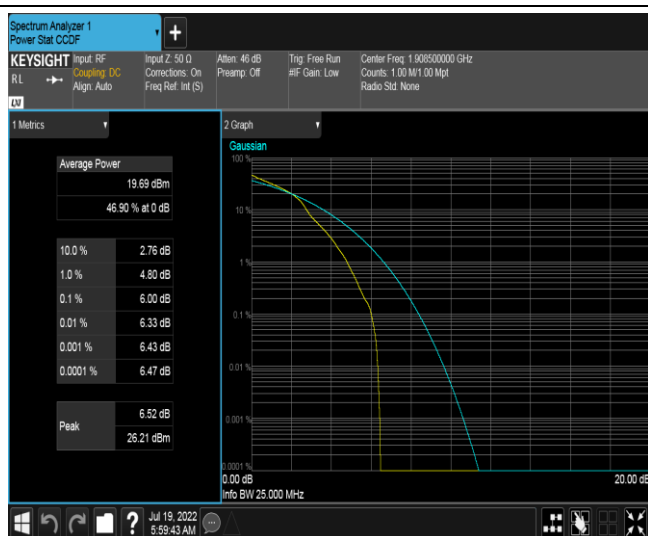 Spectrum Analyzer 1
Power Stat CCDF
+
KEYSIGHT
RL
LXI
Input: RF
Coupling: DC
Align: Auto
Input Z: 50 Ω
Corrections: On
Freq Ref: Int (S)
Atten: 46 dB
Preamp: Off
Trig: Free Run
#IF Gain: Low
Center Freq: 1.908500000 GHz
Counts: 1.00 M/1.00 Mpt
Radio Std: None
1 Metrics
Average Power
19.69 dBm
46.90 % at 0 dB
10.0 % 2.76 dB
1.0 % 4.80 dB
0.1 % 6.00 dB
0.01 % 6.33 dB
0.001 % 6.43 dB
0.0001 % 6.47 dB
Peak
6.52 dB
26.21 dBm
2 Graph
Gaussian
100 %
10 %
1 %
0.1 %
0.01 %
0.001 %
0.0001 %
0.00 dB 20.00 dB
Info BW 25.000 MHz
?
Jul 19, 2022
5:59:43 AM